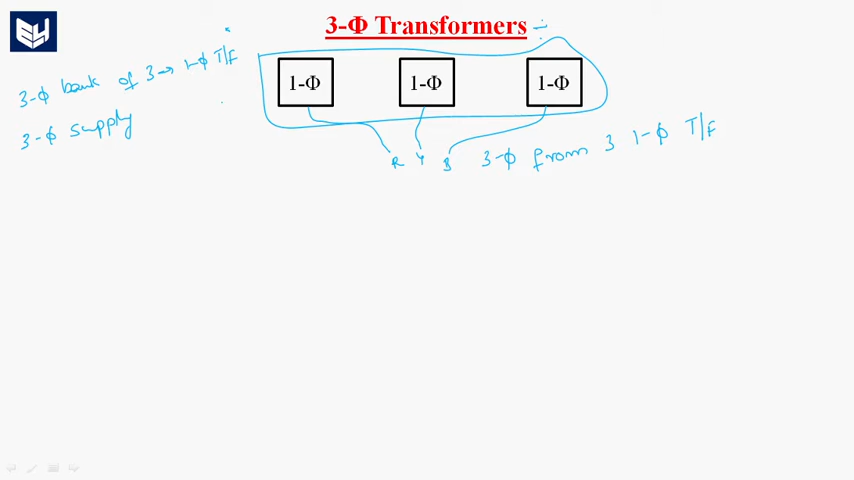 3-Φ Transformers
3-Φ bank of 3→ 1-Φ T/F
3-Φ supply
1-Φ
1-Φ
1-Φ
R Y B
3-Φ from 3 1-Φ T/F